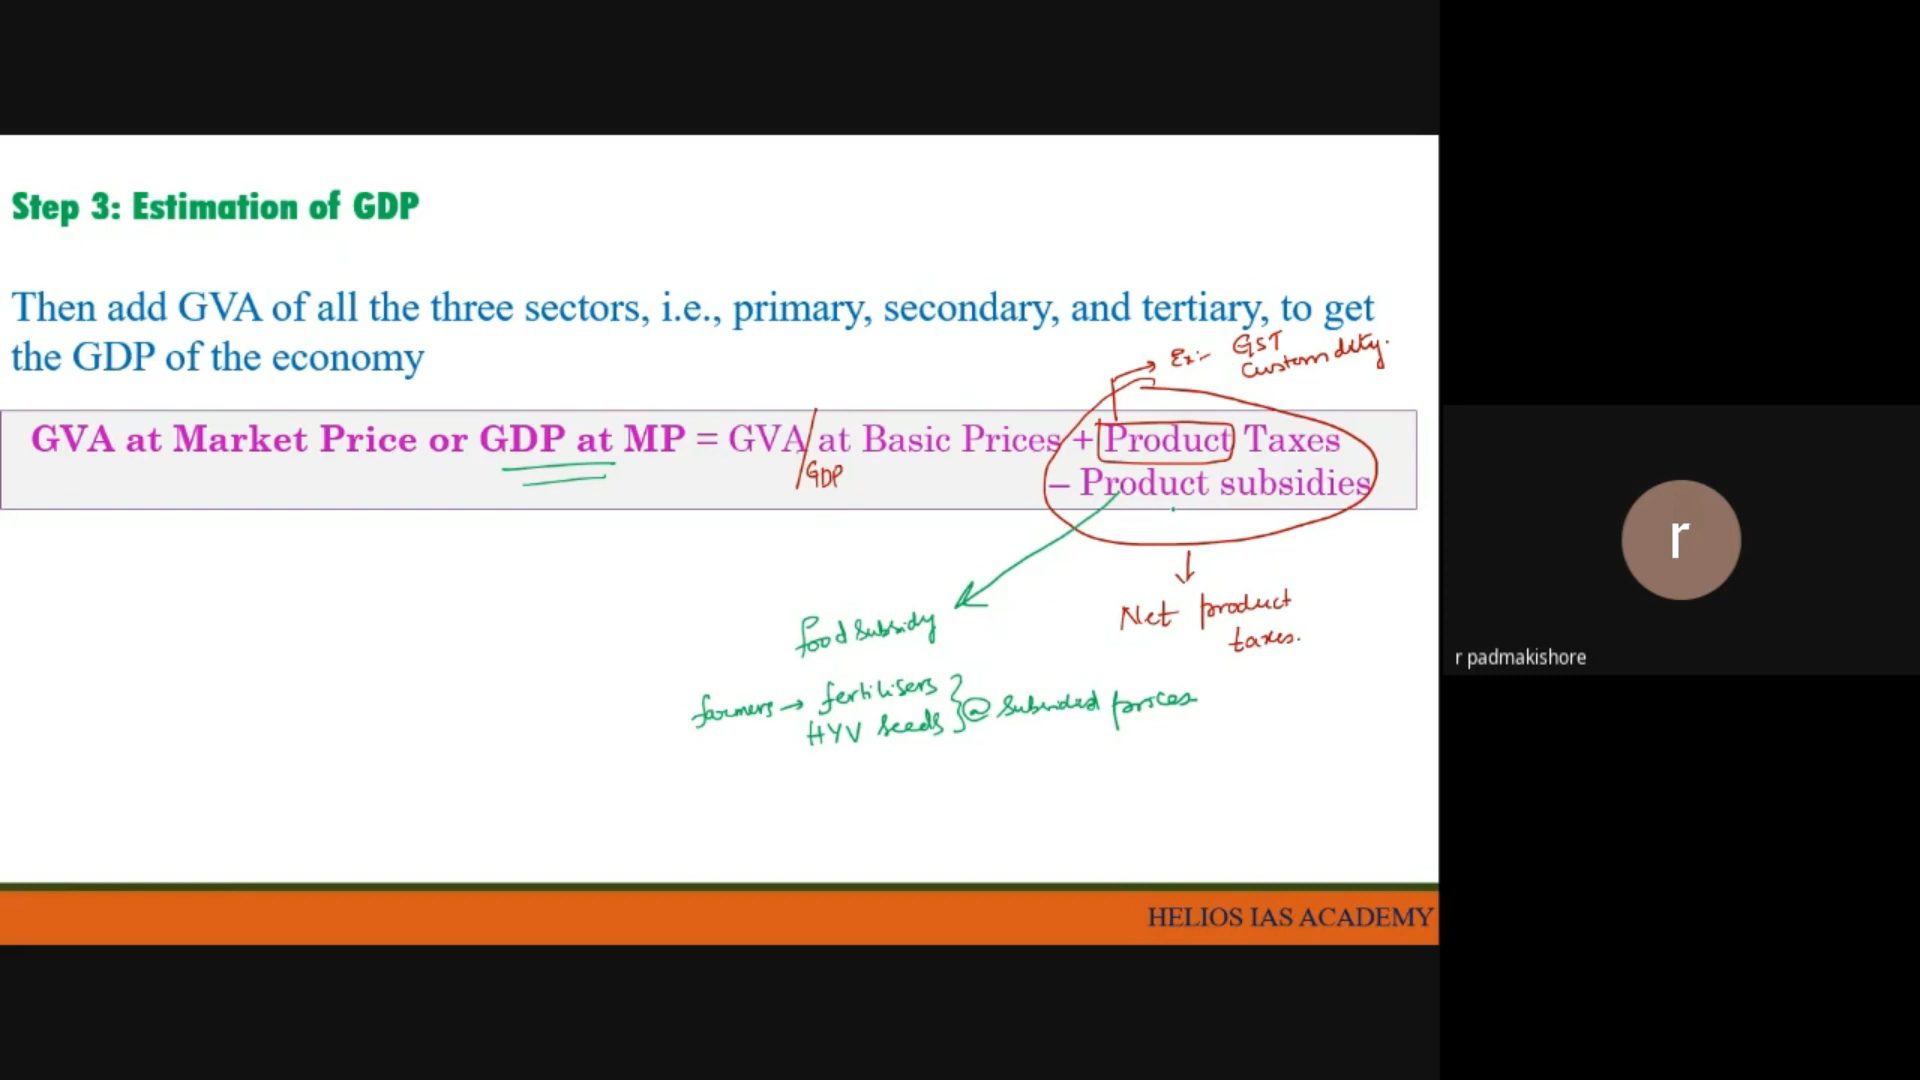 Step 3: Estimation of GDP
Then add GVA of all the three sectors, i.e., primary, secondary, and tertiary, to get
the GDP of the economy
Ex:- GST
Custom duty.
GVA at Market Price or GDP at MP = GVA at Basic Prices + Product Taxes
/GDP
– Product subsidies
food subsidy
Net product
taxes.
farmers → fertilisers
HYV seeds } @ Subsidised prices
r
r padmakishore
HELIOS IAS ACADEMY